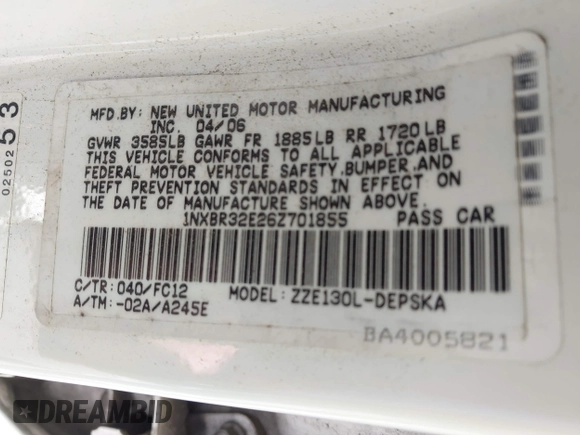 MFD.BY: NEW UNITED MOTOR MANUFACTURING
INC. 04/06
GVWR 3585LB GAWR FR 1885LB RR 1720LB
THIS VEHICLE CONFORMS TO ALL APPLICABLE
FEDERAL MOTOR VEHICLE SAFETY,BUMPER,AND
THEFT PREVENTION STANDARDS IN EFFECT ON
THE DATE OF MANUFACTURE SHOWN ABOVE.
1NXBR32E26Z701855 PASS CAR
C/TR: 040/FC12 MODEL: ZZE130L-DEPSKA
A/TM: -02A/A245E
BA4005821
02502
53
DREAMBID